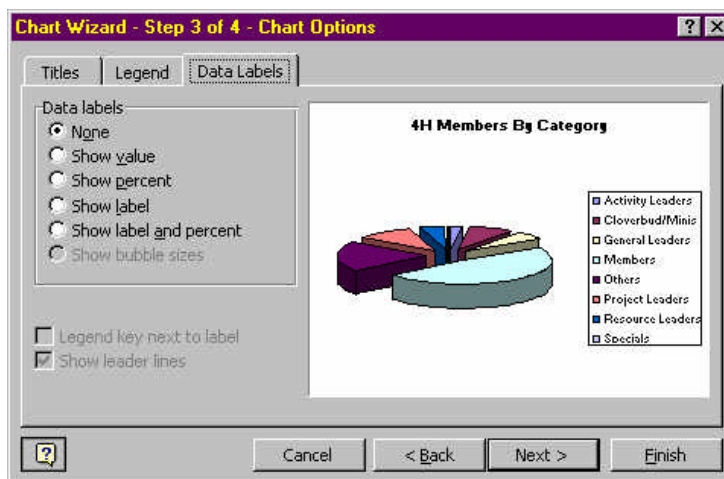 Chart Wizard - Step 3 of 4 - Chart Options
Titles
Legend
Data Labels
Data labels
None
Show value
Show percent
Show label
Show label and percent
Show bubble sizes
Legend key next to label
Show leader lines
4H Members By Category
Activity Leaders
Cloverbud/Minis
General Leaders
Members
Others
Project Leaders
Resource Leaders
Specials
Cancel
< Back
Next >
Finish